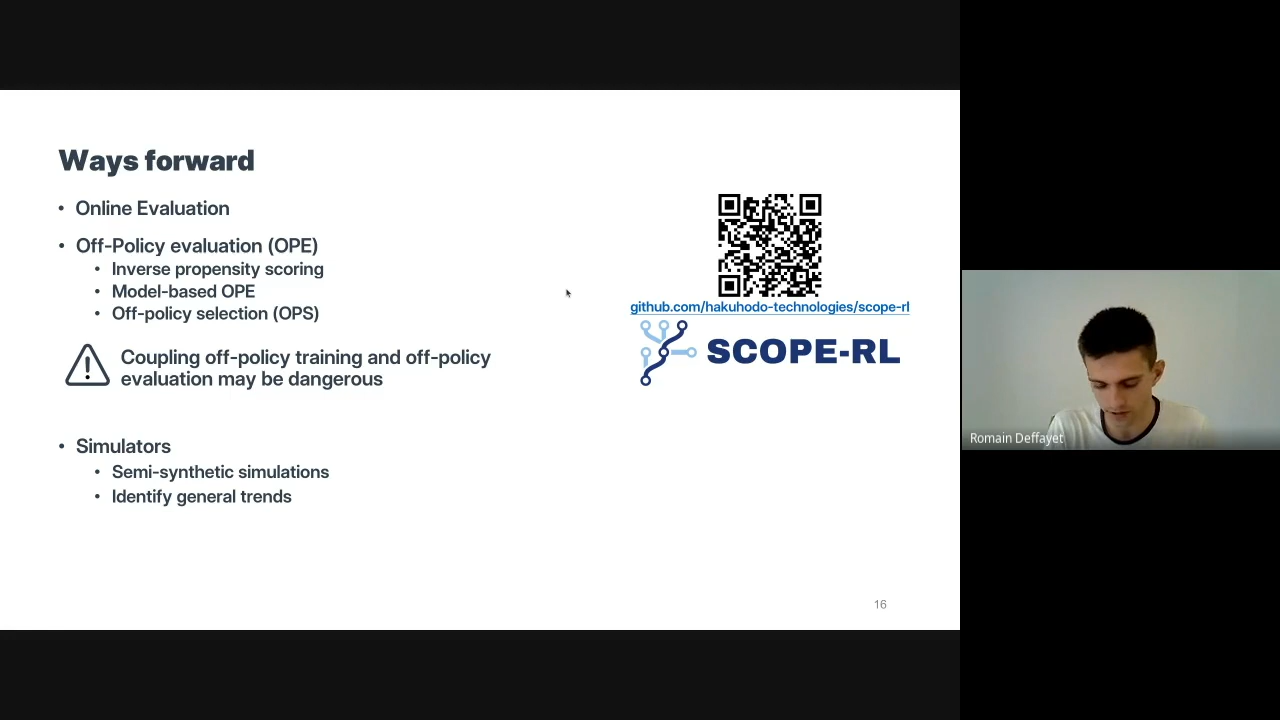 Ways forward
• Online Evaluation
• Off-Policy evaluation (OPE)
• Inverse propensity scoring
• Model-based OPE
• Off-policy selection (OPS)
Coupling off-policy training and off-policy
evaluation may be dangerous
• Simulators
• Semi-synthetic simulations
• Identify general trends
github.com/hakuhodo-technologies/scope-rl
SCOPE-RL
16
Romain Deffayet